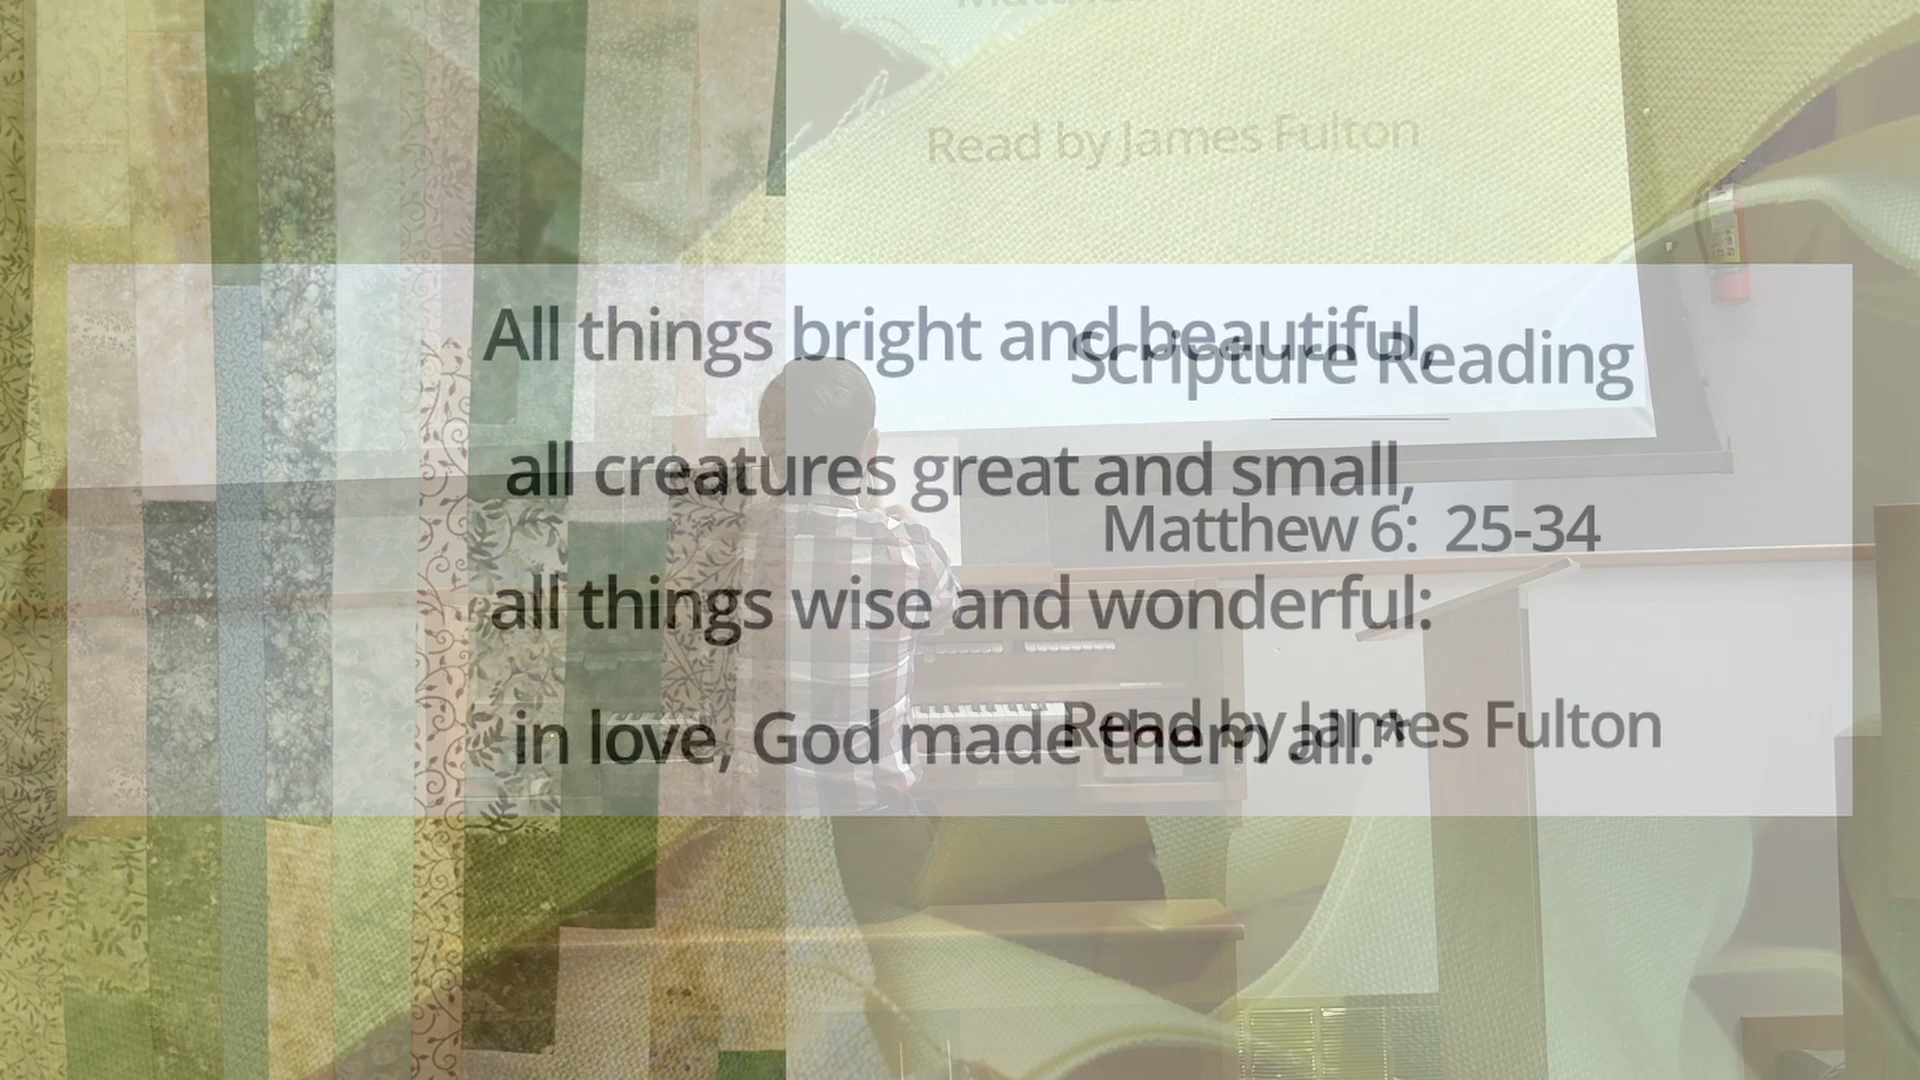 Read by James Fulton
All things bright and beautiful,
Scripture Reading
all creatures great and small,
Matthew 6: 25-34
all things wise and wonderful:
Read by James Fulton
in love, God made them all.*